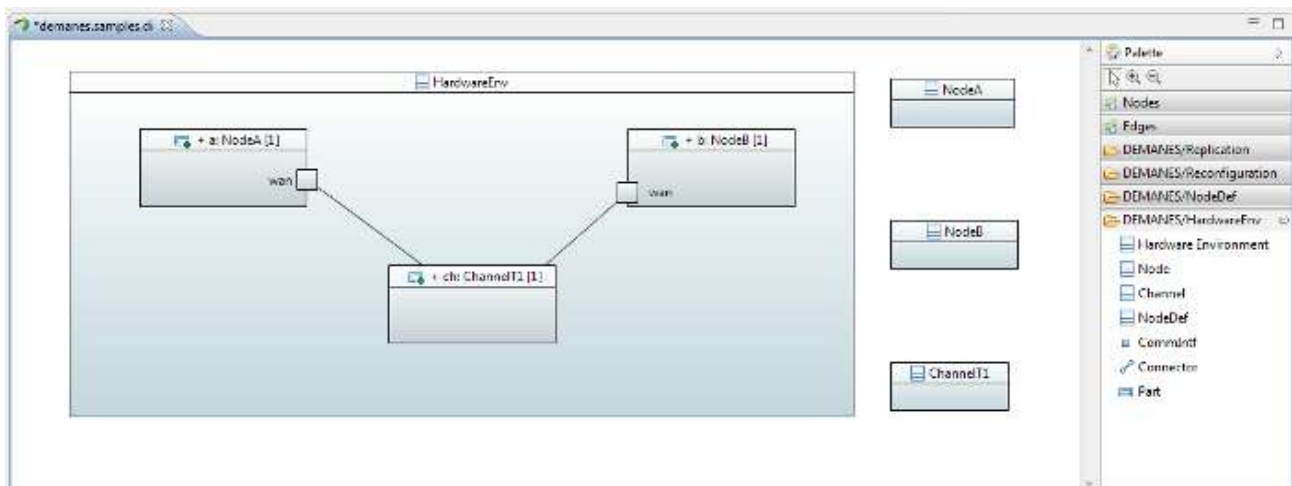 *demanes.samples.di
HardwareEnv
+ a: NodeA [1]
wan
+ b: NodeB [1]
wan
+ ch: ChannelT1 [1]
NodeA
NodeB
ChannelT1
Palette
Nodes
Edges
DEMANES/Replication
DEMANES/Reconfiguration
DEMANES/NodeDef
DEMANES/HardwareEnv
Hardware Environment
Node
Channel
NodeDef
CommIntf
Connector
Part